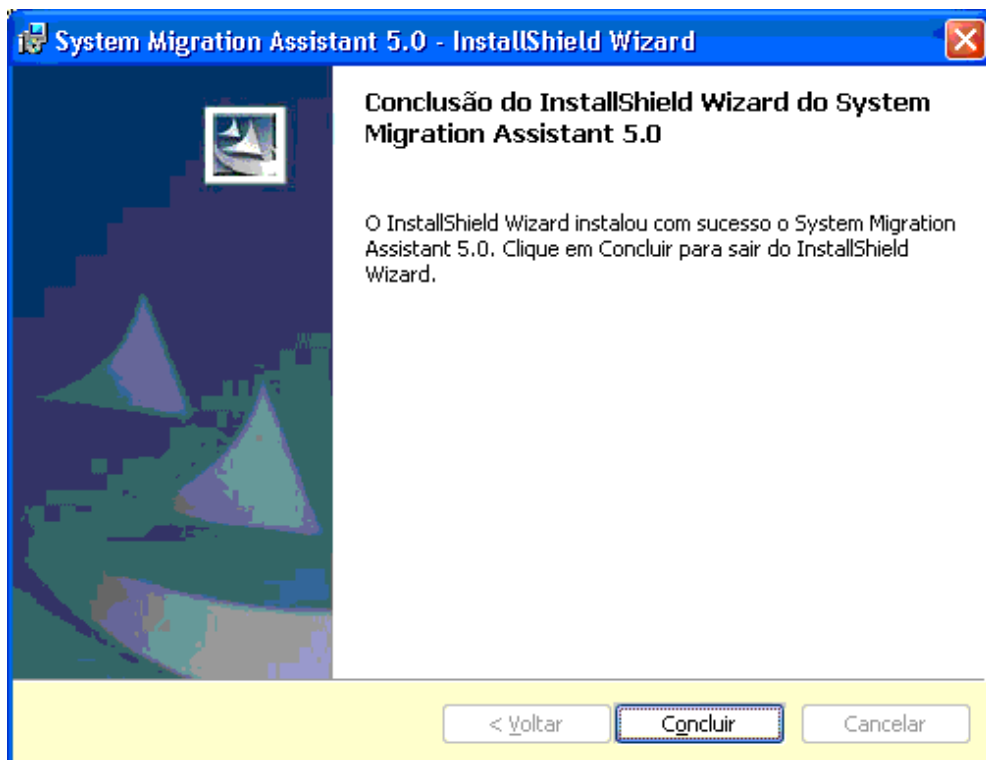 System Migration Assistant 5.0 - InstallShield Wizard
Conclusão do InstallShield Wizard do System
Migration Assistant 5.0
O InstallShield Wizard instalou com sucesso o System Migration
Assistant 5.0. Clique em Concluir para sair do InstallShield
Wizard.
< Voltar
Concluir
Cancelar